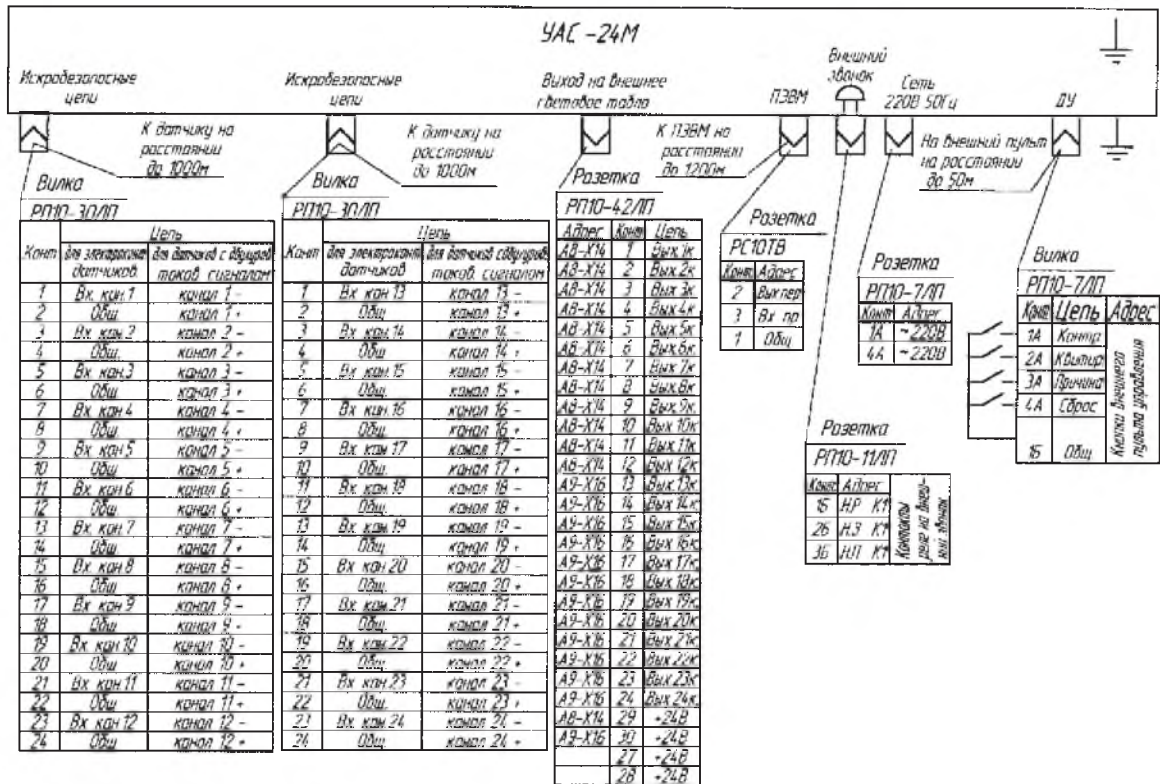 УАС -24М
Искробезопасные
цепи
Искробезопасные
цепи
Выход на внешнее
световое табло
ПЭВМ
Внешний
звонок
Сеть
220В 50Гц
ДУ
К датчику на
расстоянии
до 1000м
К датчику на
расстоянии
до 1000м
К ПЭВМ на
расстоянии
до 1200м
На внешний пульт
на расстоянии
до 50м
Вилка
РП10-30ЛП
Цепь
Конт для электроконт датчиков для датчиков с двухпров токов. сигналом
1 Вх. кан.1 канал 1 -
2 Общ канал 1 +
3 Вх. кан.2 канал 2 -
4 Общ. канал 2 +
5 Вх. кан.3 канал 3 -
6 Общ. канал 3 +
7 Вх кан 4 канал 4 -
8 Общ. канал 4 +
9 Вх кан 5 канал 5 -
10 Общ. канал 5 +
11 Вх. кан 6 канал 6 -
12 Общ. канал 6 +
13 Вх кан. 7 канал 7 -
14 Общ канал 7 +
15 Вх. кан 8 канал 8 -
16 Общ. канал 8 +
17 Вх кан 9 канал 9 -
18 Общ. канал 9 -
19 Вх кан 10 канал 10 -
20 Общ. канал 10 +
21 Вх кан.11 канал 11 -
22 Общ канал 11 +
23 Вх кан 12 канал 12 -
24 Общ канал 12 +
Вилка
РП10-30ЛП
Цепь
Конт для электроконт датчиков для датчиков с двухпров токов. сигналом
1 Вх кан 13 канал 13 -
2 Общ канал 13 +
3 Вх. кан.14 канал 14 -
4 Общ. канал 14 +
5 Вх кан. 15 канал 15 -
6 Общ. канал 15 +
7 Вх кан. 16 канал 16 -
8 Общ. канал 16 +
9 Вх кан 17 канал 17 -
10 Общ. канал 17 +
11 Вх. кан 18 канал 18 -
12 Общ. канал 18 +
13 Вх. кан. 19 канал 19 -
14 Общ. канал 19 +
15 Вх кан 20 канал 20 -
16 Общ. канал 20 +
17 Вх. кан.21 канал 21 -
18 Общ. канал 21 +
19 Вх. кан.22 канал 22 -
20 Общ. канал 22 +
21 Вх кан.23 канал 23 -
22 Общ. канал 23 +
23 Вх. кан 24 канал 24 -
24 Общ. канал 24 +
Розетка
РП10-42ЛП
Адрес Конт Цепь
А8-Х14 1 Вых.1к
А8-Х14 2 Вых 2к
А8-Х14 3 Вых 3к
А8-Х14 4 Вых 4к
А8-Х14 5 Вых 5к
А8-Х14 6 Вых 6к
А8-Х14 7 Вых 7к
А8-Х14 8 Вых 8к
А8-Х14 9 Вых 9к.
А8-Х14 10 Вых 10к
А8-Х14 11 Вых 11к
А8-Х14 12 Вых 12к
А9-Х16 13 Вых 13к
А9-Х16 14 Вых 14к
А9-Х16 15 Вых 15к
А9-Х16 16 Вых 16к
А9-Х16 17 Вых 17к
А9-Х16 18 Вых 18к
А9-Х16 19 Вых 19к
А9-Х16 20 Вых 20к
А9-Х16 21 Вых 21к
А9-Х16 22 Вых 22к
А9-Х16 23 Вых 23к
А9-Х16 24 Вых 24к
А8-Х14 29 +24В
А9-Х16 30 +24В
27 +24В
28 +24В
Розетка
РС10ТВ
Конт Адрес
2 Вых пер
3 Вх пр
1 Общ
Розетка
РП10-7ЛП
Конт Адрес
1А ~220В
4А ~220В
Розетка
РП10-11ЛП
Конт Адрес
1Б Н.Р К1
2Б Н.З К1
3Б Н.П К1
Контакты
реле на внеш-
ний звонок
Вилка
РП10-7ЛП
Конт Цепь Адрес
1А Контр
2А Квитир
3А Причина
4А Сброс
1Б Общ
Кнопки внешнего
пульта управления